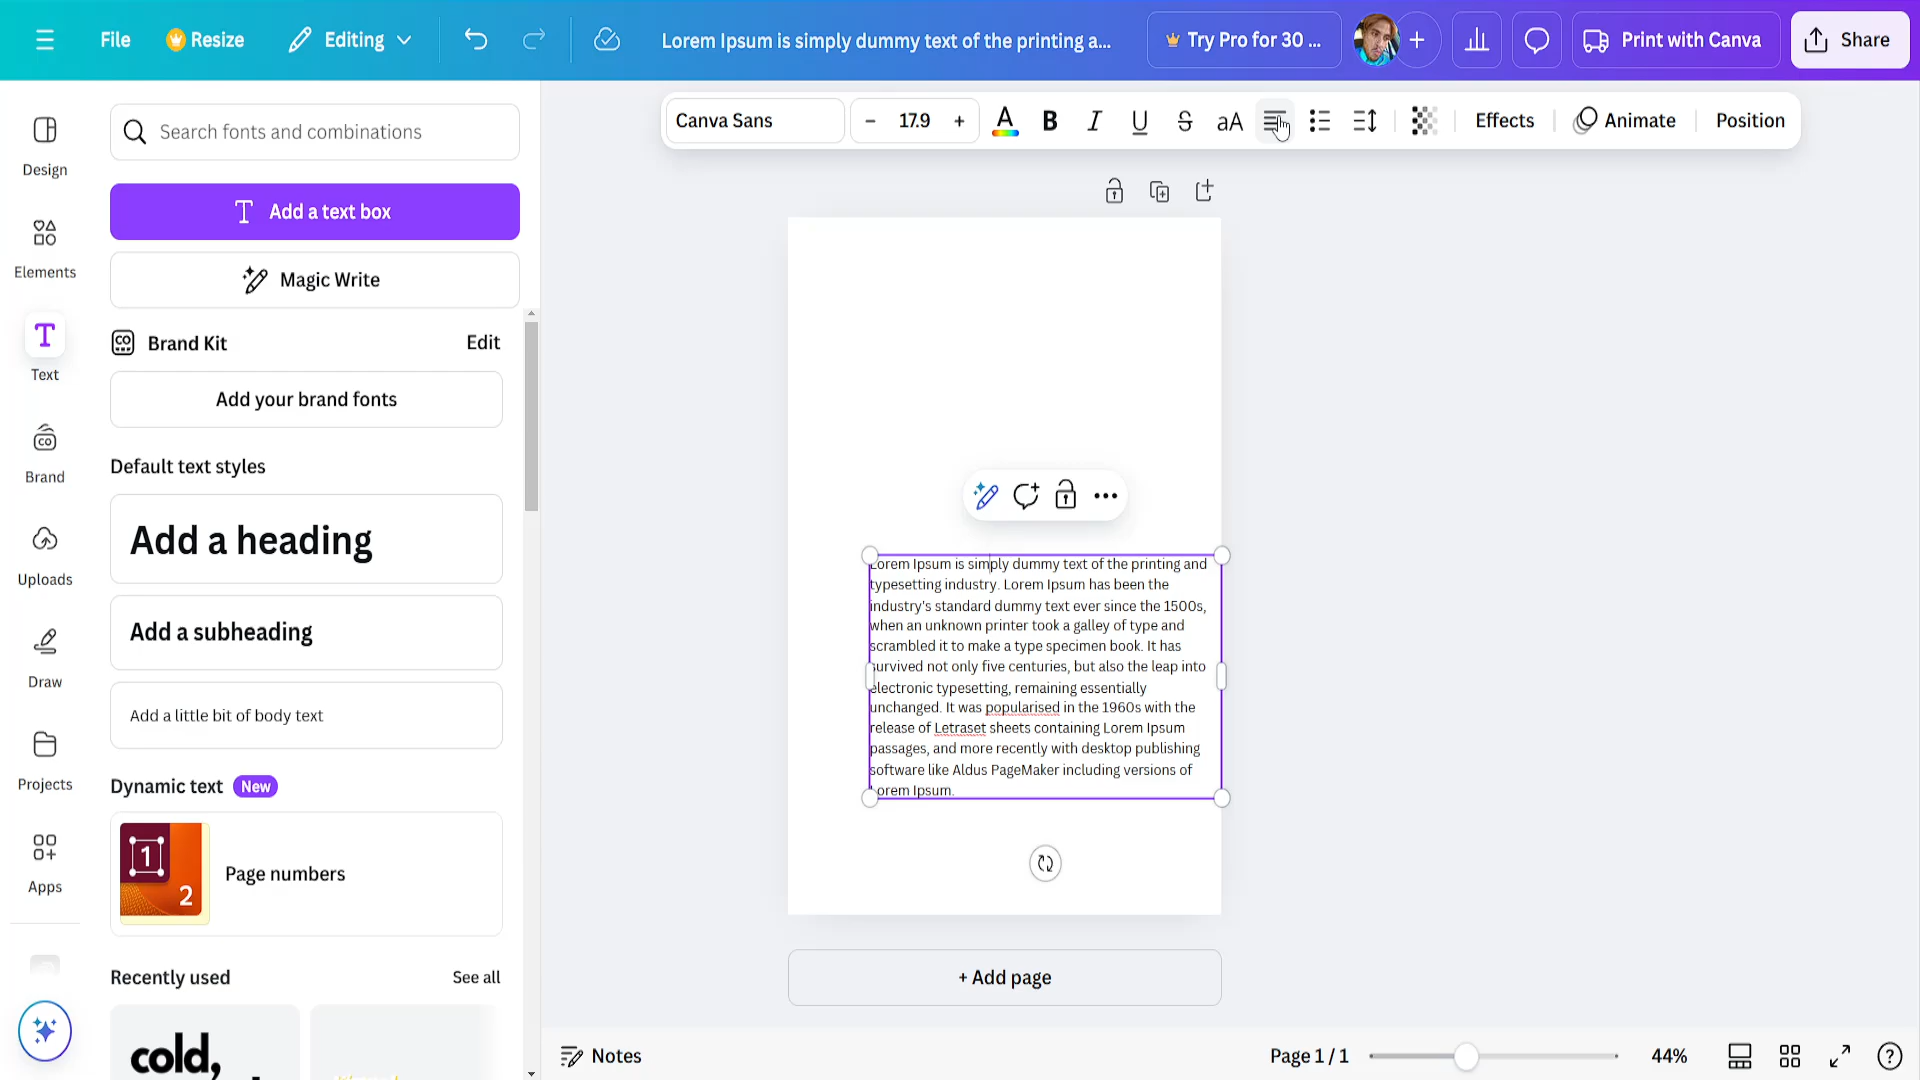 File
Resize
Editing
Lorem Ipsum is simply dummy text of the printing a...
Try Pro for 30 ...
Print with Canva
Share
Design
Elements
Text
Brand
Uploads
Draw
Projects
Apps
Search fonts and combinations
Add a text box
Magic Write
Brand Kit
Edit
Add your brand fonts
Default text styles
Add a heading
Add a subheading
Add a little bit of body text
Dynamic text New
1
2
Page numbers
Recently used
See all
cold,
Canva Sans
- 17.9 +
A B I U S aA
Effects
Animate
Position
Lorem Ipsum is simply dummy text of the printing and
typesetting industry. Lorem Ipsum has been the
industry's standard dummy text ever since the 1500s,
when an unknown printer took a galley of type and
scrambled it to make a type specimen book. It has
survived not only five centuries, but also the leap into
electronic typesetting, remaining essentially
unchanged. It was popularised in the 1960s with the
release of Letraset sheets containing Lorem Ipsum
passages, and more recently with desktop publishing
software like Aldus PageMaker including versions of
Lorem Ipsum.
+ Add page
Notes
Page 1 / 1
44%